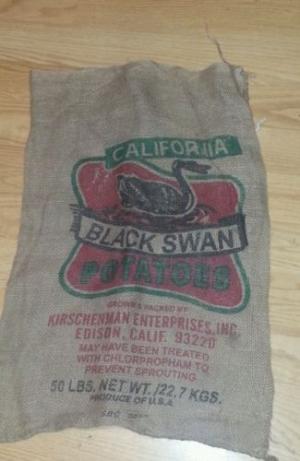 CALIFORNIA
BLACK SWAN
POTATOES
GROWN & PACKED BY
KIRSCHENMAN ENTERPRISES, INC.
EDISON, CALIF. 93220
MAY HAVE BEEN TREATED
WITH CHLORPROPHAM TO
PREVENT SPROUTING
50 LBS. NET WT. / 22.7 KGS.
PRODUCE OF U.S.A.